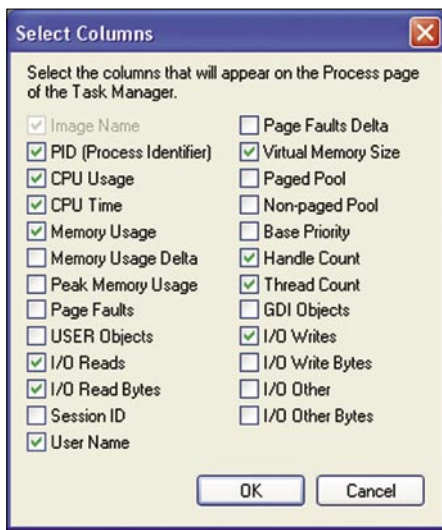 Select Columns
Select the columns that will appear on the Process page
of the Task Manager.
Image Name
PID (Process Identifier)
CPU Usage
CPU Time
Memory Usage
Memory Usage Delta
Peak Memory Usage
Page Faults
USER Objects
I/O Reads
I/O Read Bytes
Session ID
User Name
Page Faults Delta
Virtual Memory Size
Paged Pool
Non-paged Pool
Base Priority
Handle Count
Thread Count
GDI Objects
I/O Writes
I/O Write Bytes
I/O Other
I/O Other Bytes
OK
Cancel